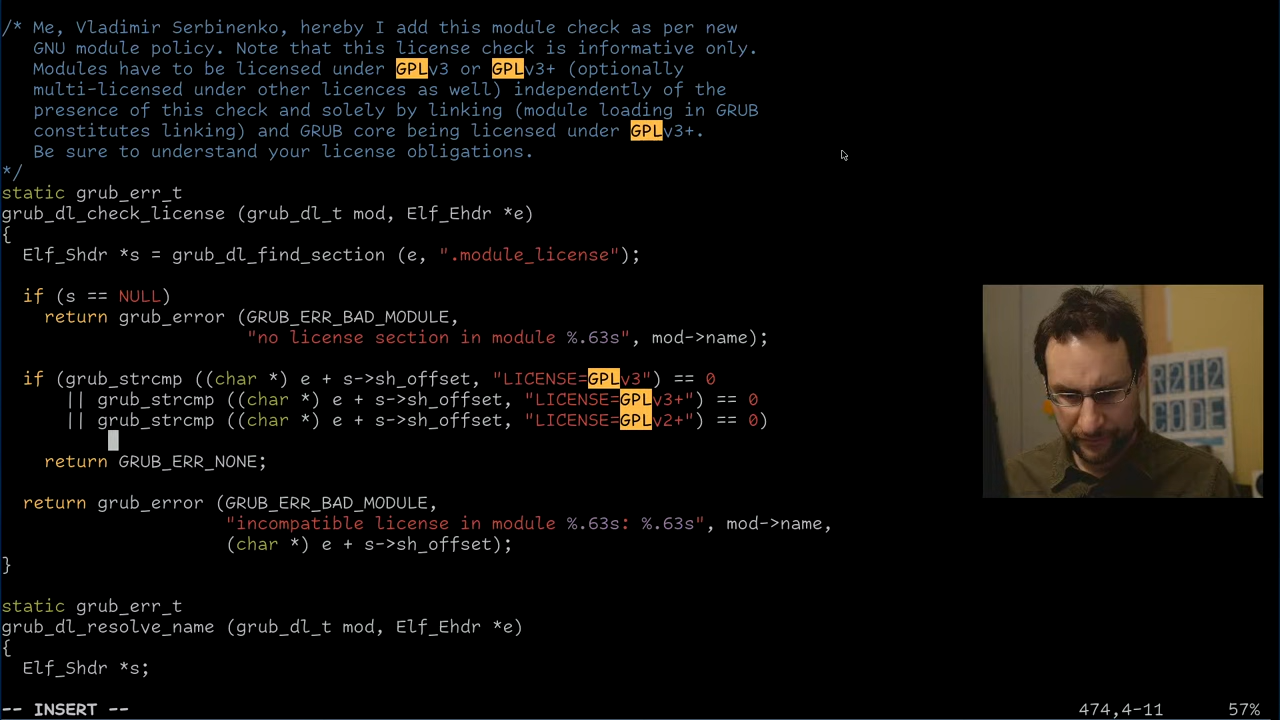 /* Me, Vladimir Serbinenko, hereby I add this module check as per new
   GNU module policy. Note that this license check is informative only.
   Modules have to be licensed under GPLv3 or GPLv3+ (optionally
   multi-licensed under other licences as well) independently of the
   presence of this check and solely by linking (module loading in GRUB
   constitutes linking) and GRUB core being licensed under GPLv3+.
   Be sure to understand your license obligations.
*/
static grub_err_t
grub_dl_check_license (grub_dl_t mod, Elf_Ehdr *e)
{
  Elf_Shdr *s = grub_dl_find_section (e, ".module_license");
  if (s == NULL)
    return grub_error (GRUB_ERR_BAD_MODULE,
                       "no license section in module %.63s", mod->name);
  if (grub_strcmp ((char *) e + s->sh_offset, "LICENSE=GPLv3") == 0
      || grub_strcmp ((char *) e + s->sh_offset, "LICENSE=GPLv3+") == 0
      || grub_strcmp ((char *) e + s->sh_offset, "LICENSE=GPLv2+") == 0)
    return GRUB_ERR_NONE;
  return grub_error (GRUB_ERR_BAD_MODULE,
                     "incompatible license in module %.63s: %.63s", mod->name,
                     (char *) e + s->sh_offset);
}
static grub_err_t
grub_dl_resolve_name (grub_dl_t mod, Elf_Ehdr *e)
{
  Elf_Shdr *s;
-- INSERT -- 474,4-11 57%